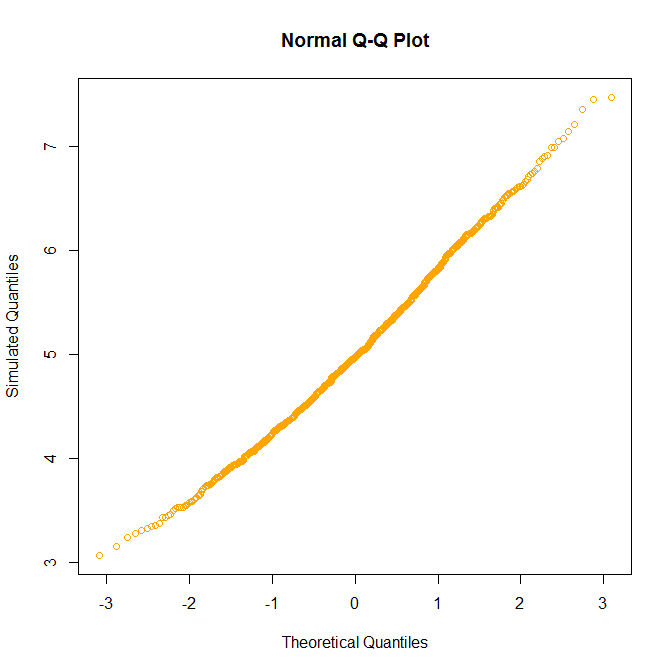 Normal Q-Q Plot
7
6
5
4
3
Simulated Quantiles
-3 -2 -1 0 1 2 3
Theoretical Quantiles